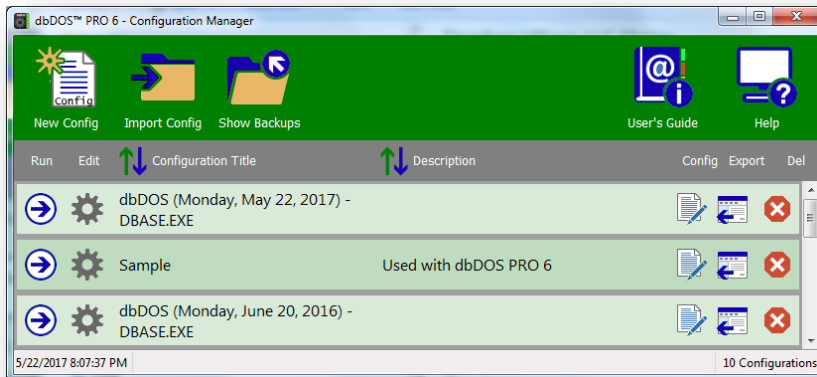 dbDOS™ PRO 6 - Configuration Manager
Config
New Config Import Config Show Backups User's Guide Help
Run Edit Configuration Title Description Config Export Del
dbDOS (Monday, May 22, 2017) -
DBASE.EXE
Sample Used with dbDOS PRO 6
dbDOS (Monday, June 20, 2016) -
DBASE.EXE
5/22/2017 8:07:37 PM 10 Configurations